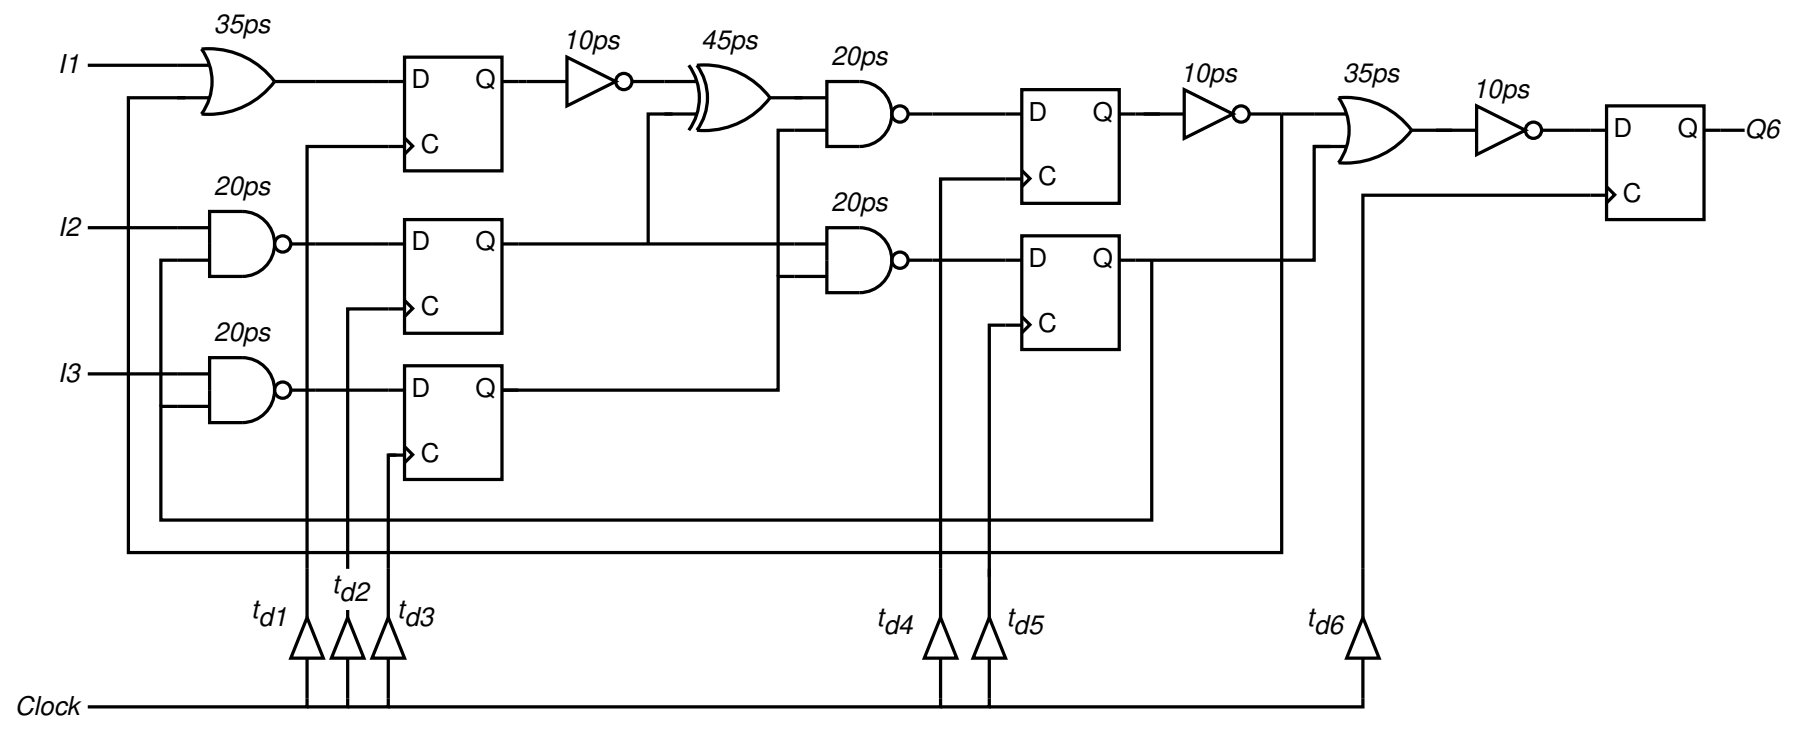 35ps
10ps
45ps
20ps
10ps
35ps
10ps
I1
D Q
C
D Q
C
D Q
C
Q6
20ps
I2
D Q
C
20ps
D Q
C
20ps
I3
D Q
C
td1
td2
td3
td4
td5
td6
Clock